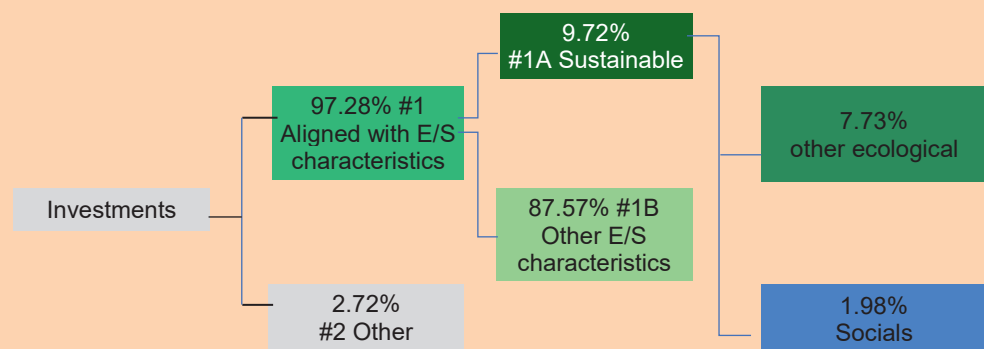 Investments
97.28% #1
Aligned with E/S
characteristics
2.72%
#2 Other
9.72%
#1A Sustainable
87.57% #1B
Other E/S
characteristics
7.73%
other ecological
1.98%
Socials